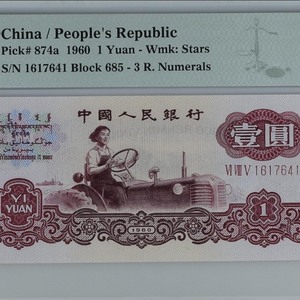 China / People's Republic
Pick# 874a 1960 1 Yuan - Wmk: Stars
S/N 1617641 Block 685 - 3 R. Numerals
中國人民銀行
壹圓
VI VIII V 1617641
YI
YUAN
1960
1